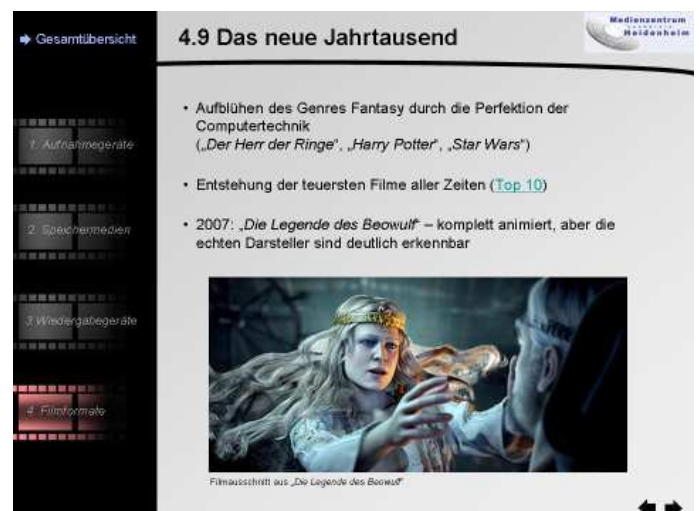 ➡ Gesamtübersicht
4.9 Das neue Jahrtausend
Medienzentrum
Heidenheim
1. Aufnahmegeräte
2. Speichermedien
3.Wiedergabegeräte
4. Filmformate
• Aufblühen des Genres Fantasy durch die Perfektion der
Computertechnik
(„Der Herr der Ringe“, „Harry Potter“, „Star Wars“)
• Entstehung der teuersten Filme aller Zeiten (Top 10)
• 2007: „Die Legende des Beowulf“ – komplett animiert, aber die
echten Darsteller sind deutlich erkennbar
Filmausschnitt aus „Die Legende des Beowulf“